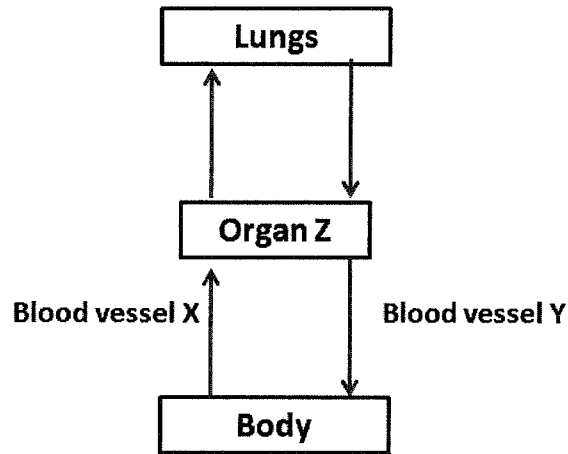 Lungs
Organ Z
Blood vessel X
Blood vessel Y
Body